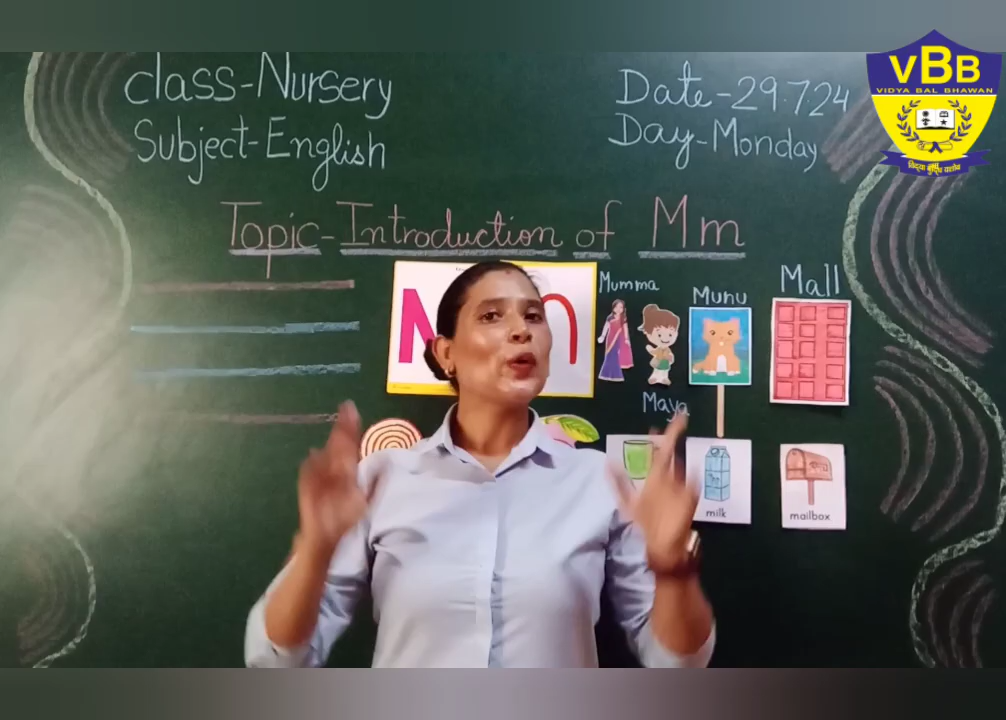 class-Nursery
Subject-English
Date-29.7.24
Day-Monday
VBB
VIDYA BAL BHAWAN
Topic-Introduction of Mm
Mumma
Munu
Mall
Maya
milk
mailbox